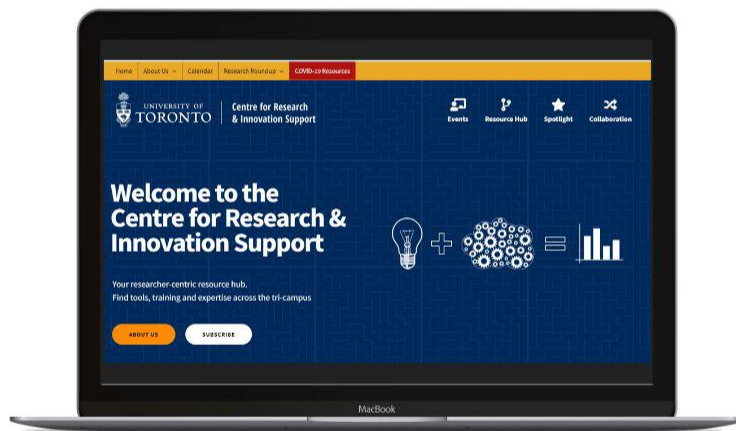 Home About Us Calendar Research Roundup COVID-19 Resources
UNIVERSITY OF
TORONTO
Centre for Research
& Innovation Support
Events Resource Hub Spotlight Collaboration
Welcome to the
Centre for Research &
Innovation Support
Your researcher-centric resource hub.
Find tools, training and expertise across the tri-campus
ABOUT US SUBSCRIBE
MacBook